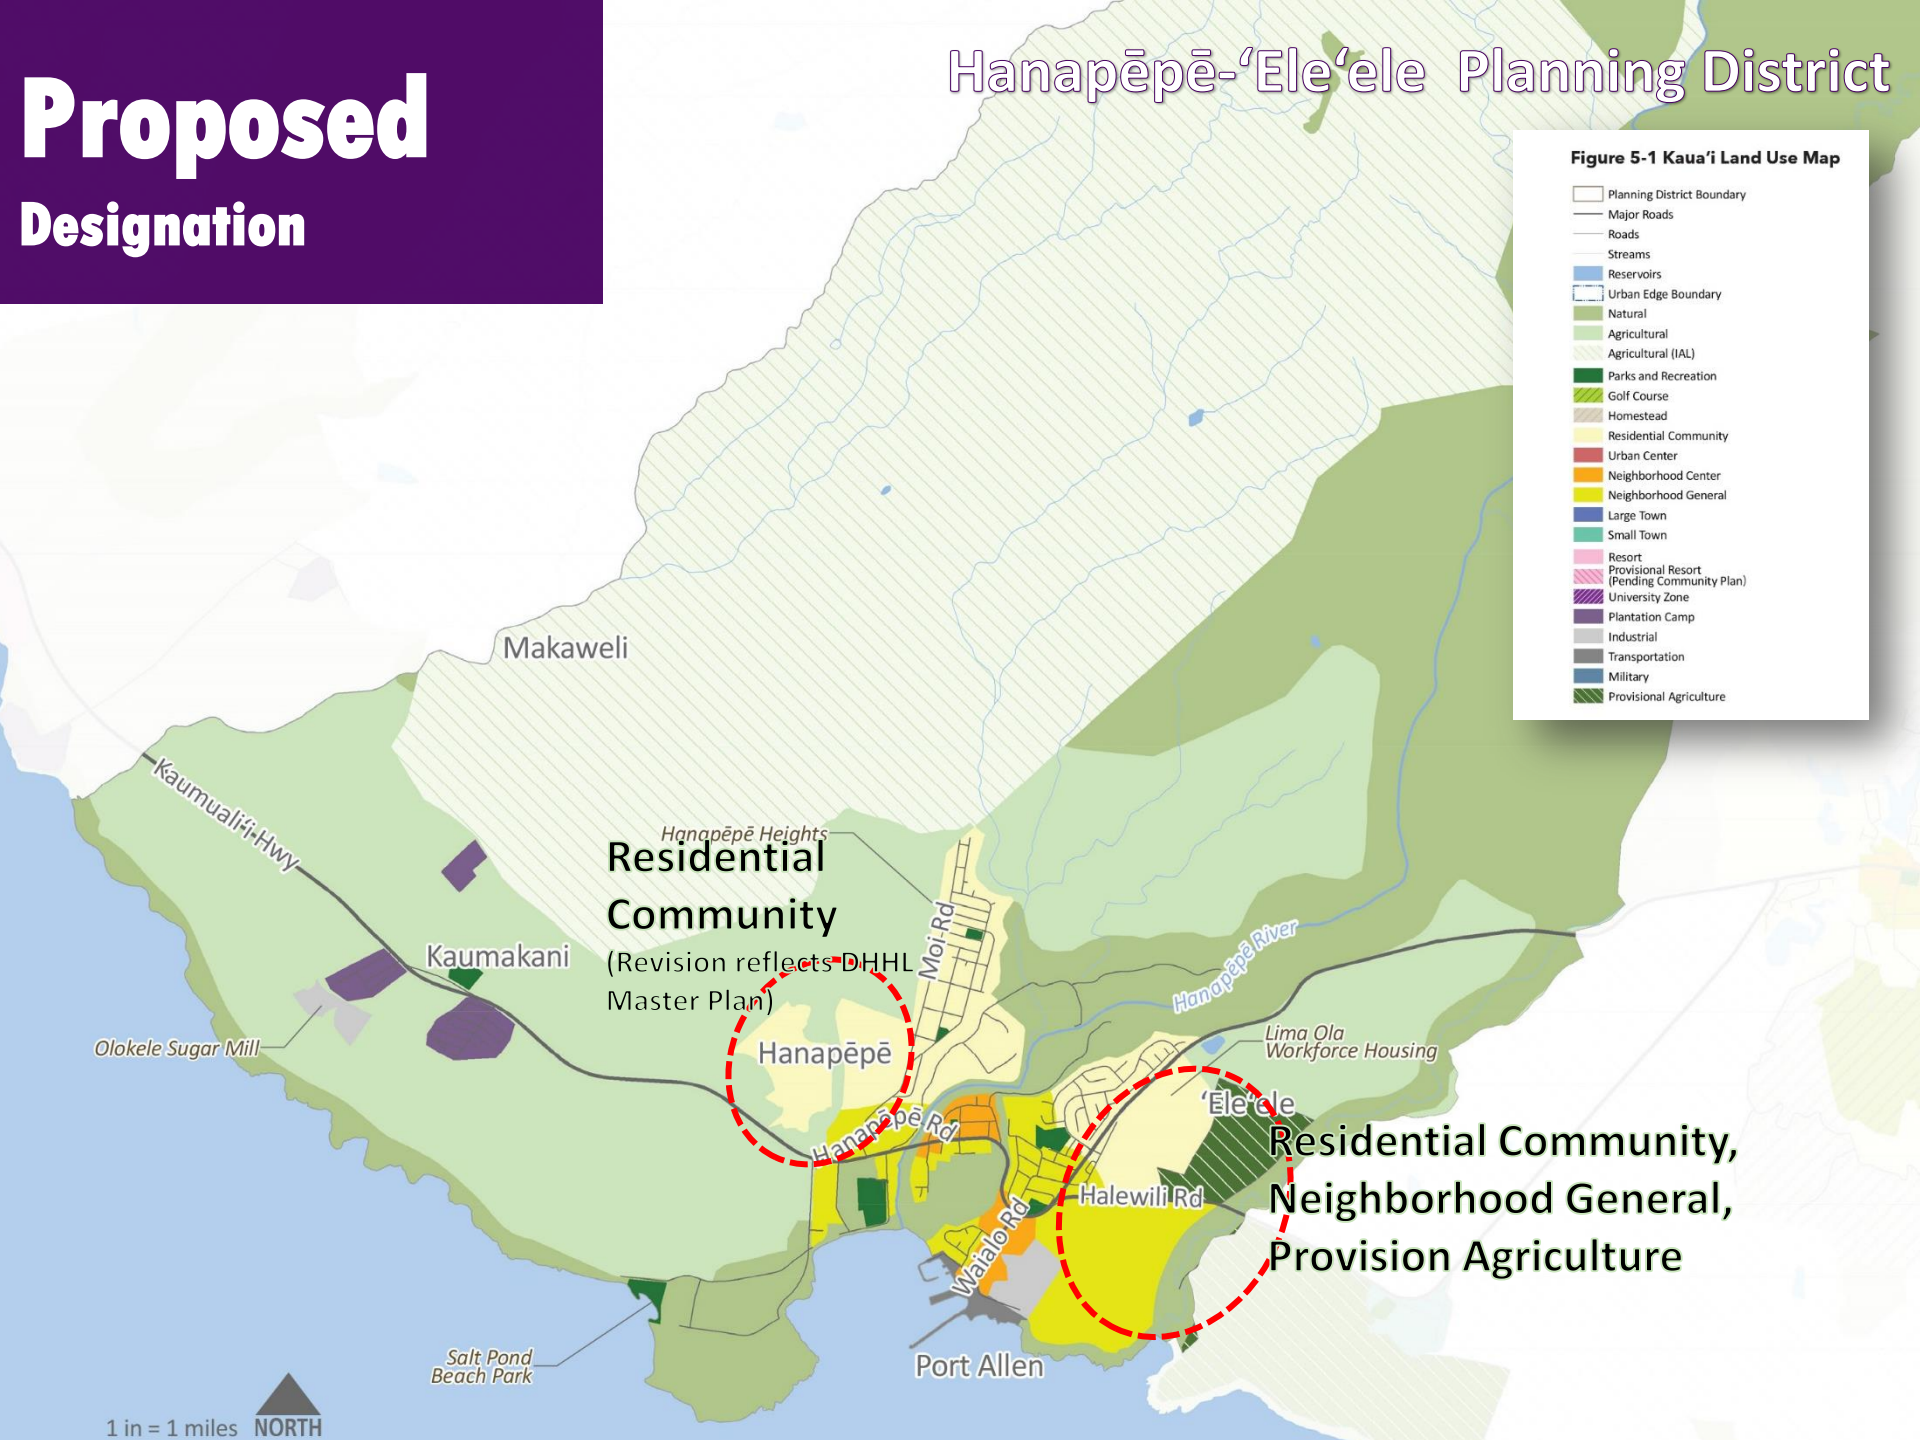 Proposed
Designation
Hanapēpē-ʻEleʻele Planning District
Figure 5-1 Kauaʻi Land Use Map
Planning District Boundary
Major Roads
Roads
Streams
Reservoirs
Urban Edge Boundary
Natural
Agricultural
Agricultural (IAL)
Parks and Recreation
Golf Course
Homestead
Residential Community
Urban Center
Neighborhood Center
Neighborhood General
Large Town
Small Town
Resort
Provisional Resort
(Pending Community Plan)
University Zone
Plantation Camp
Industrial
Transportation
Military
Provisional Agriculture
Makaweli
Kaumualiʻi Hwy
Hanapēpē Heights
Residential
Community
(Revision reflects DHHL
Master Plan)
Moi Rd
Kaumakani
Hanapēpē River
Olokele Sugar Mill
Hanapēpē
Lima Ola
Workforce Housing
ʻEleʻele
Hanapēpē Rd
Residential Community,
Neighborhood General,
Provision Agriculture
Halewili Rd
Waialo Rd
Salt Pond
Beach Park
Port Allen
1 in = 1 miles NORTH